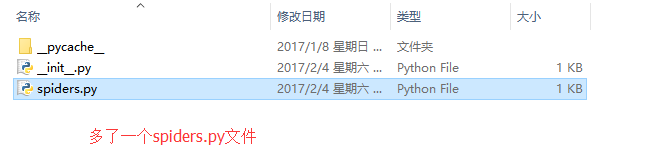 名称 修改日期 类型 大小
__pycache__ 2017/1/8 星期日 ... 文件夹
__init__.py 2017/2/4 星期六 ... Python File 1 KB
spiders.py 2017/2/4 星期六 ... Python File 1 KB
多了一个spiders.py文件